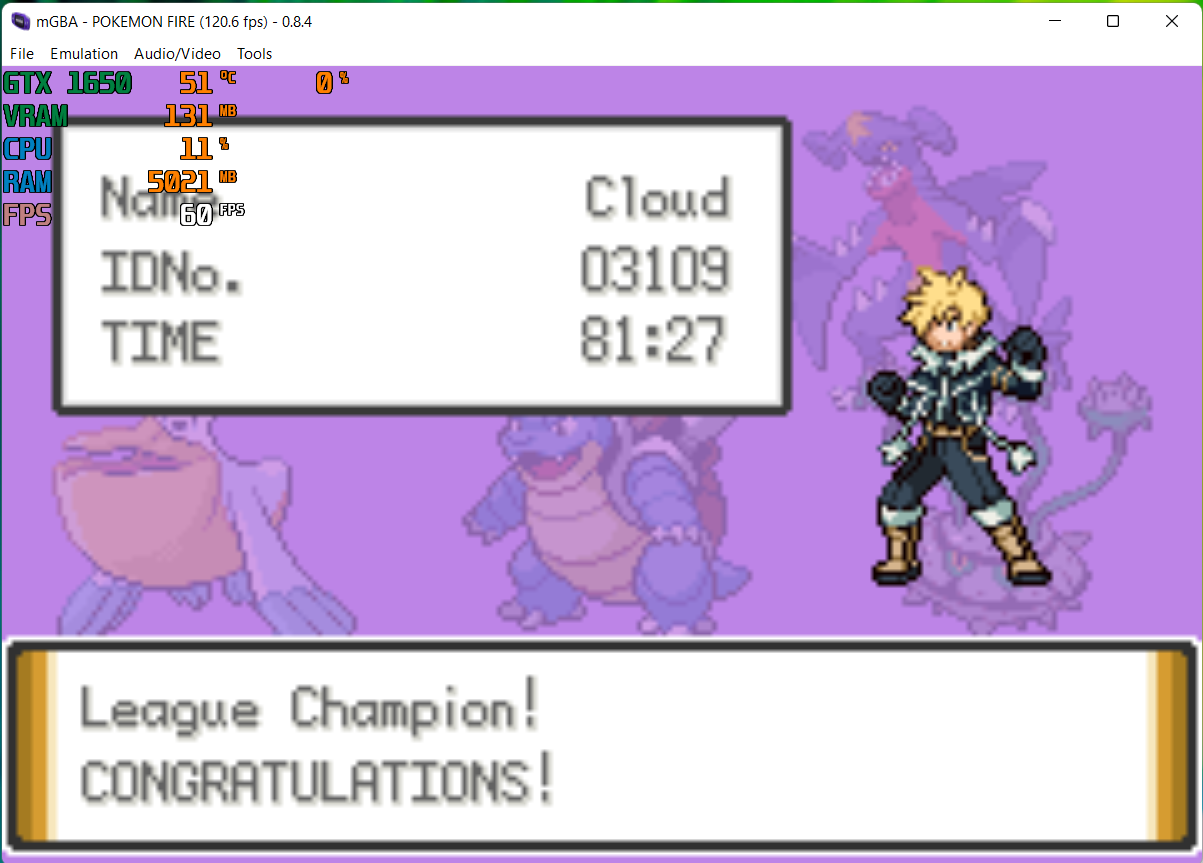 mGBA - POKEMON FIRE (120.6 fps) - 0.8.4
File Emulation Audio/Video Tools
GTX 1650 51 °C 0 %
VRAM 131 MB
CPU 11 %
RAM 5021 MB
FPS 60 FPS
Name Cloud
IDNo. 03109
TIME 81:27
League Champion!
CONGRATULATIONS!